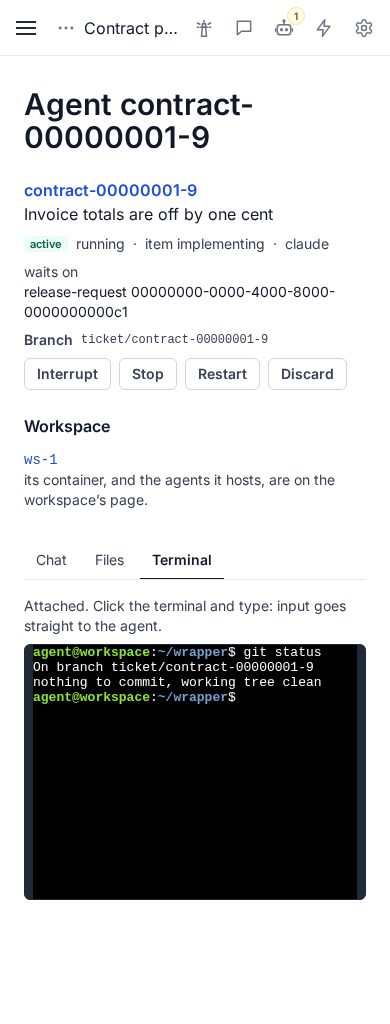 Contract p…
1
Agent contract-
00000001-9
contract-00000001-9
Invoice totals are off by one cent
active running · item implementing · claude
waits on
release-request 00000000-0000-4000-8000-
0000000000c1
Branch ticket/contract-00000001-9
Interrupt Stop Restart Discard
Workspace
ws-1
its container, and the agents it hosts, are on the
workspace’s page.
Chat Files Terminal
Attached. Click the terminal and type: input goes
straight to the agent.
agent@workspace:~/wrapper$ git status
On branch ticket/contract-00000001-9
nothing to commit, working tree clean
agent@workspace:~/wrapper$